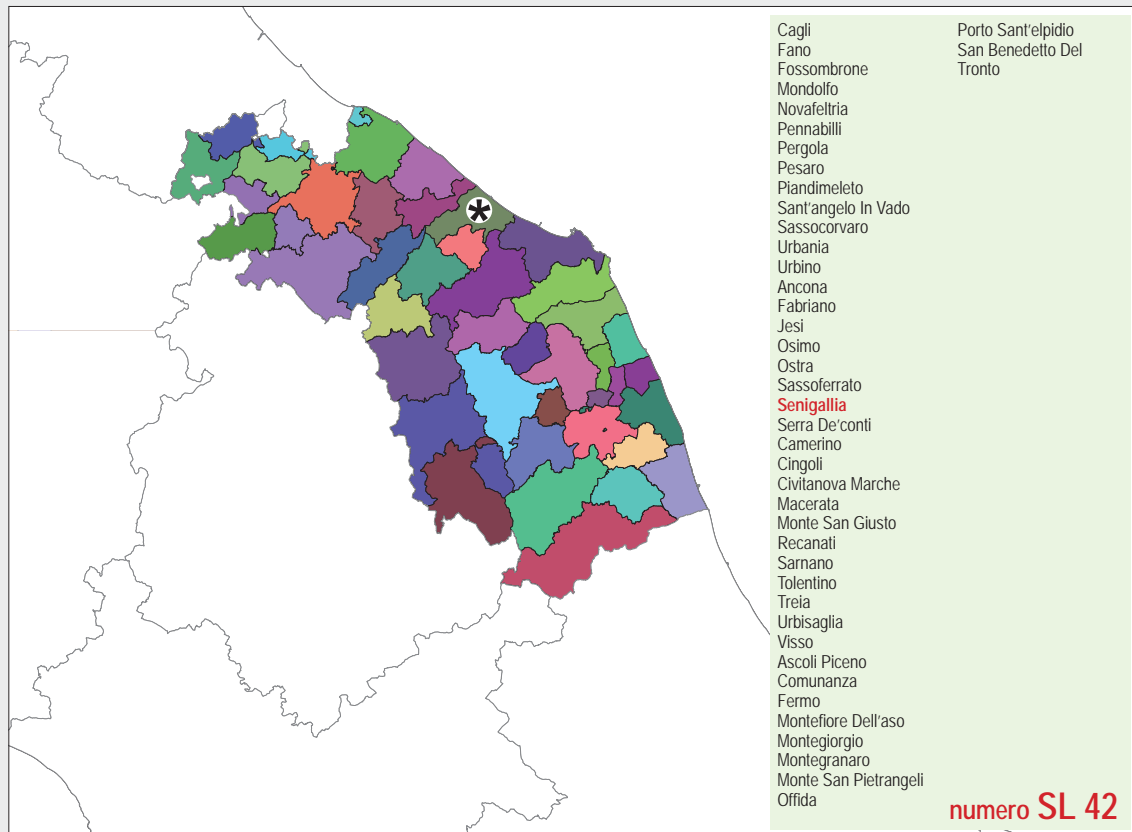 Cagli
Fano
Fossombrone
Mondolfo
Novafeltria
Pennabilli
Pergola
Pesaro
Piandimeleto
Sant'angelo In Vado
Sassocorvaro
Urbania
Urbino
Ancona
Fabriano
Jesi
Osimo
Ostra
Sassoferrato
Senigallia
Serra De'conti
Camerino
Cingoli
Civitanova Marche
Macerata
Monte San Giusto
Recanati
Sarnano
Tolentino
Treia
Urbisaglia
Visso
Ascoli Piceno
Comunanza
Fermo
Montefiore Dell'aso
Montegiorgio
Montegranaro
Monte San Pietrangeli
Offida
Porto Sant'elpidio
San Benedetto Del
Tronto
*
numero SL 42